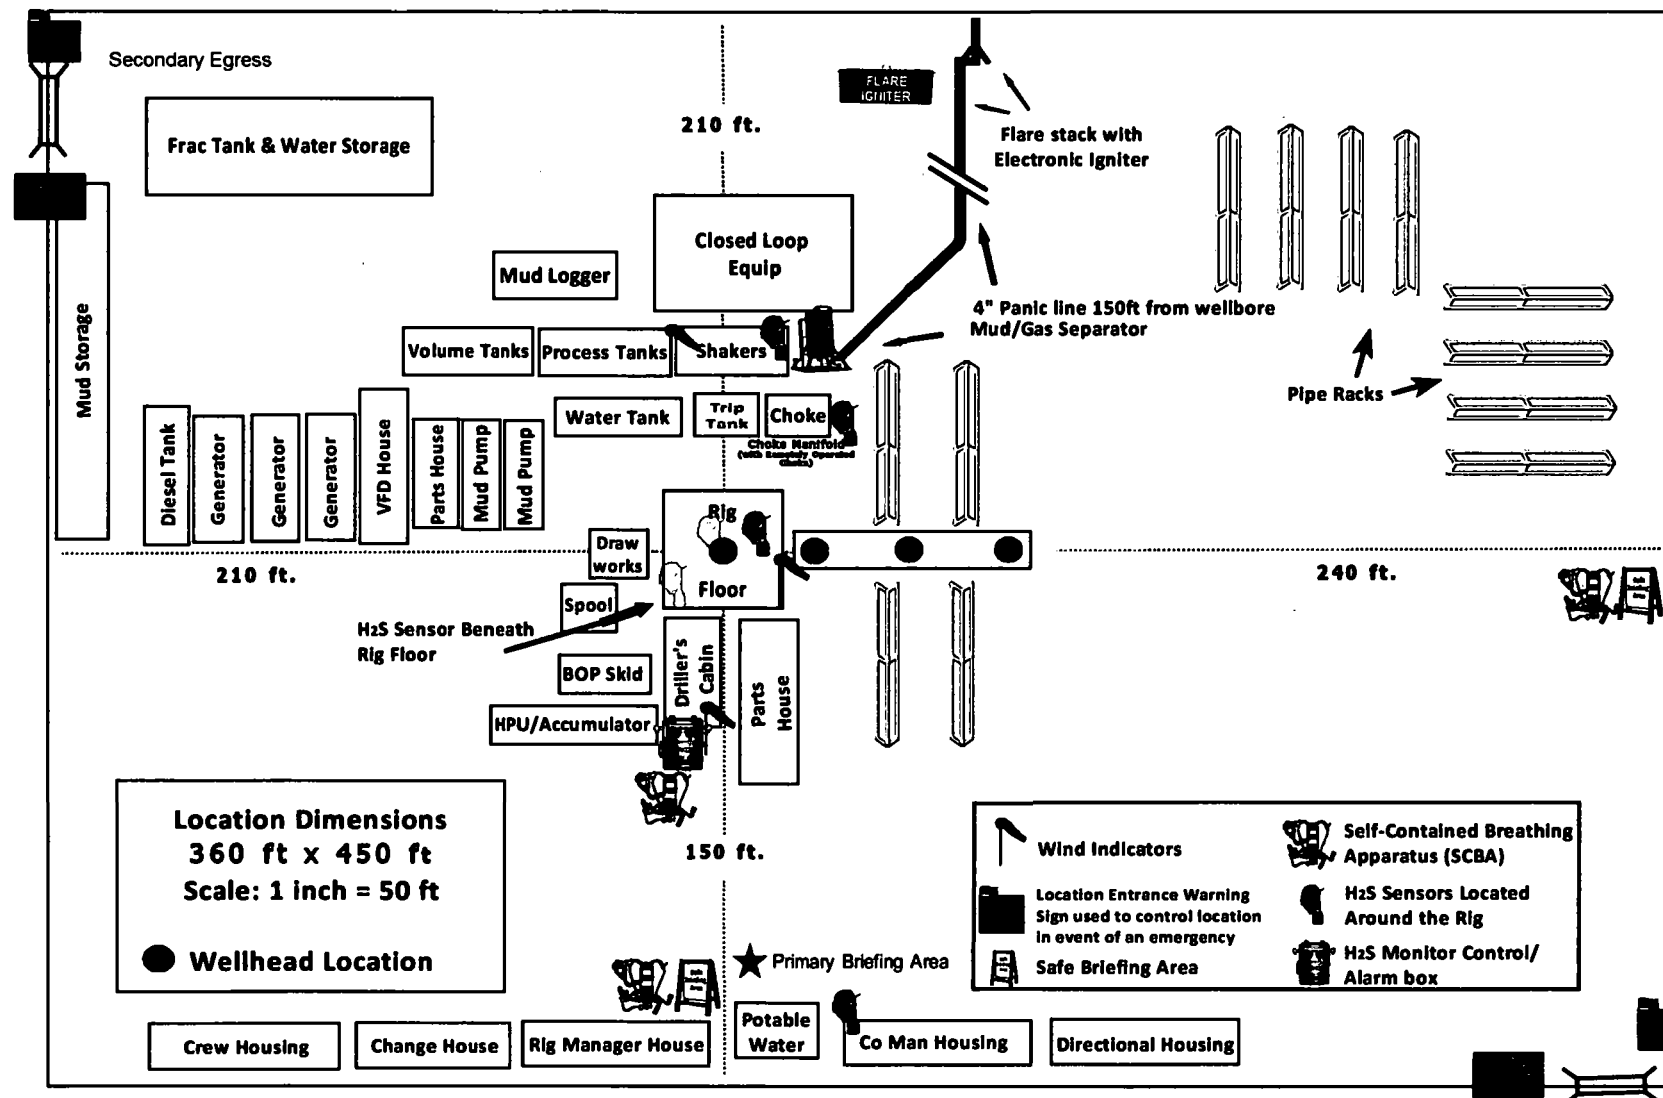 Secondary Egress
Frac Tank & Water Storage
210 ft.
FLARE
IGNITER
Flare stack with
Electronic Igniter
Closed Loop
Equip
Mud Logger
4" Panic line 150ft from wellbore
Mud/Gas Separator
Volume Tanks
Process Tanks
Shakers
Mud Storage
Pipe Racks
Water Tank
Trip
Tank
Choke
Choke Manifold
(with Remotely Operated
Choke)
Diesel Tank
Generator
Generator
Generator
VFD House
Parts House
Mud Pump
Mud Pump
Rig
Floor
Draw
works
210 ft.
240 ft.
Spool
H2S Sensor Beneath
Rig Floor
BOP Skid
Driller's
Cabin
Parts
House
HPU/Accumulator
Location Dimensions
360 ft x 450 ft
Scale: 1 inch = 50 ft
Wellhead Location
150 ft.
Wind Indicators
Location Entrance Warning
Sign used to control location
in event of an emergency
Safe Briefing Area
Self-Contained Breathing
Apparatus (SCBA)
H2S Sensors Located
Around the Rig
H2S Monitor Control/
Alarm box
Primary Briefing Area
Crew Housing
Change House
Rig Manager House
Potable
Water
Co Man Housing
Directional Housing